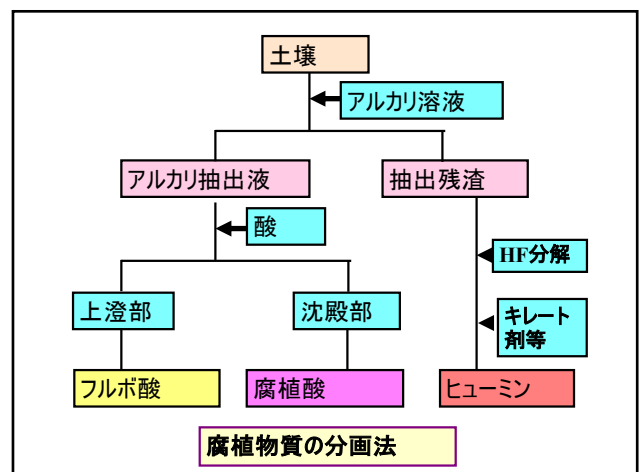 土壌
アルカリ溶液
アルカリ抽出液
抽出残渣
酸
HF分解
上澄部
沈殿部
キレート
剤等
フルボ酸
腐植酸
ヒューミン
腐植物質の分画法